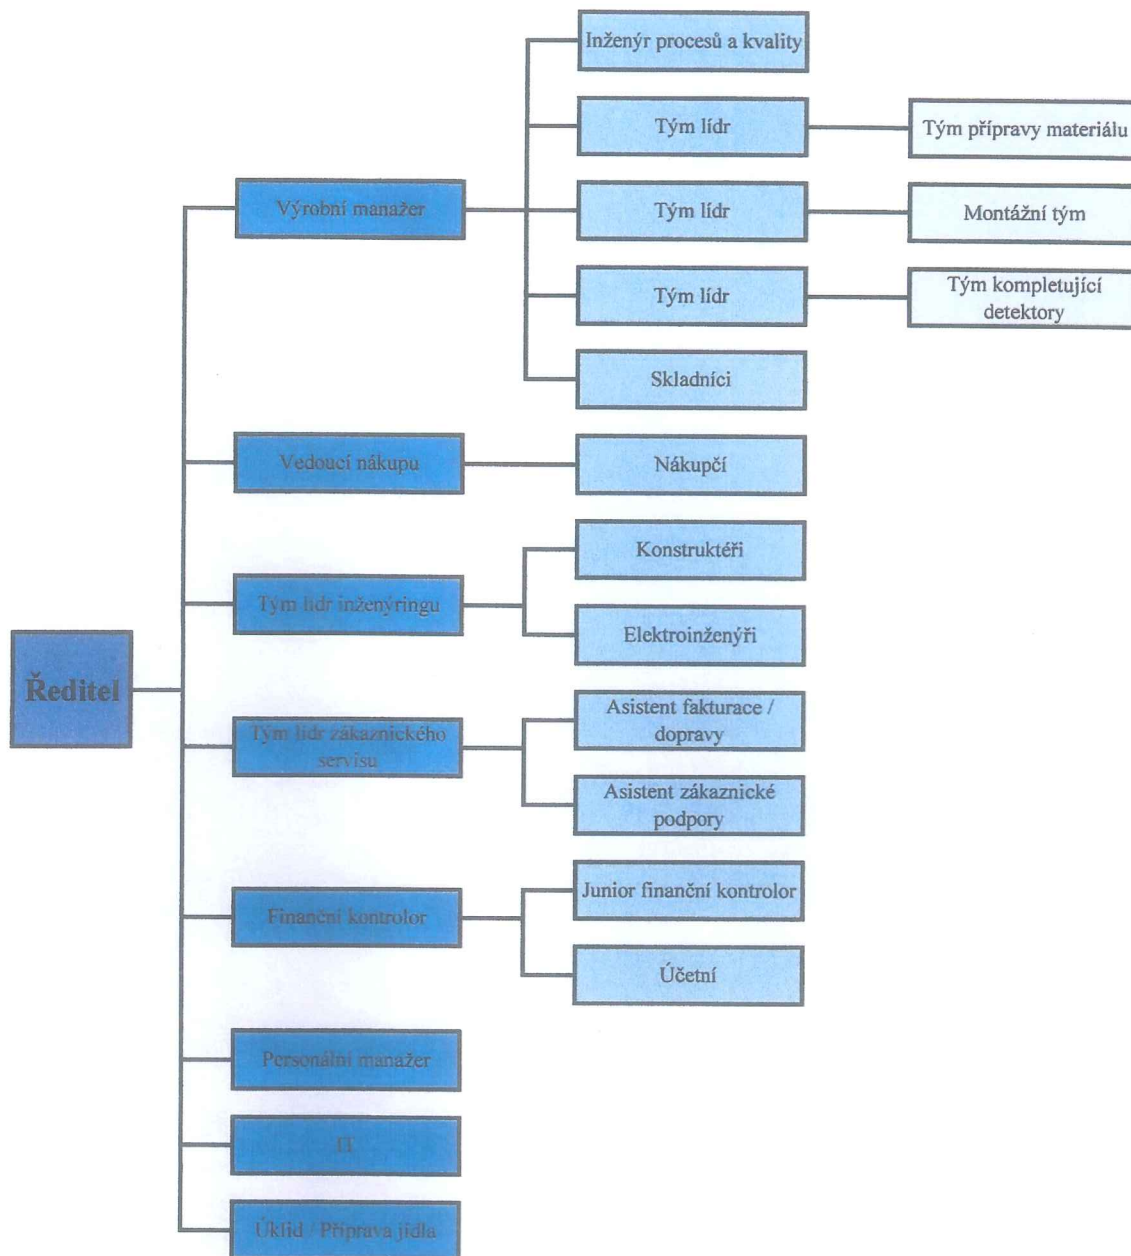 Inženýr procesů a kvality
Tým lídr
Tým přípravy materiálu
Výrobní manažer
Tým lídr
Montážní tým
Tým lídr
Tým kompletující
detektory
Skladníci
Vedoucí nákupu
Nákupčí
Konstruktéři
Tým lídr inženýringu
Elektroinženýři
Ředitel
Asistent fakturace /
dopravy
Tým lídr zákaznického
servisu
Asistent zákaznické
podpory
Junior finanční kontrolor
Finanční kontrolor
Účetní
Personální manažer
IT
Úklid / Příprava jídla